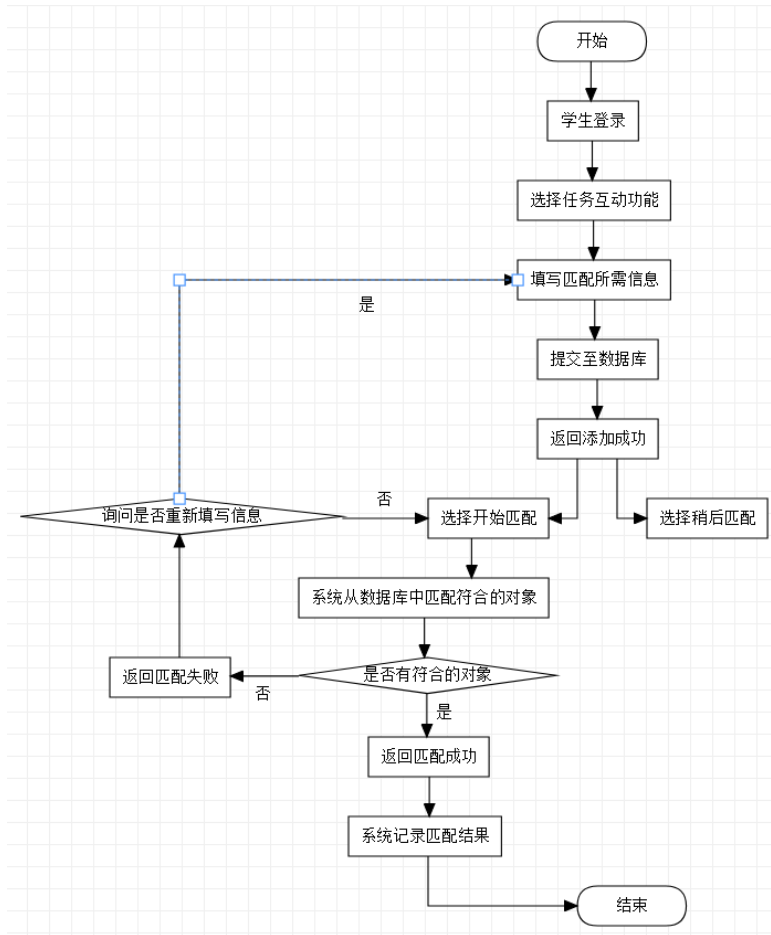 开始
学生登录
选择任务互动功能
填写匹配所需信息
是
提交至数据库
返回添加成功
询问是否重新填写信息
否
选择开始匹配
选择稍后匹配
系统从数据库中匹配符合的对象
返回匹配失败
否
是否有符合的对象
是
返回匹配成功
系统记录匹配结果
结束